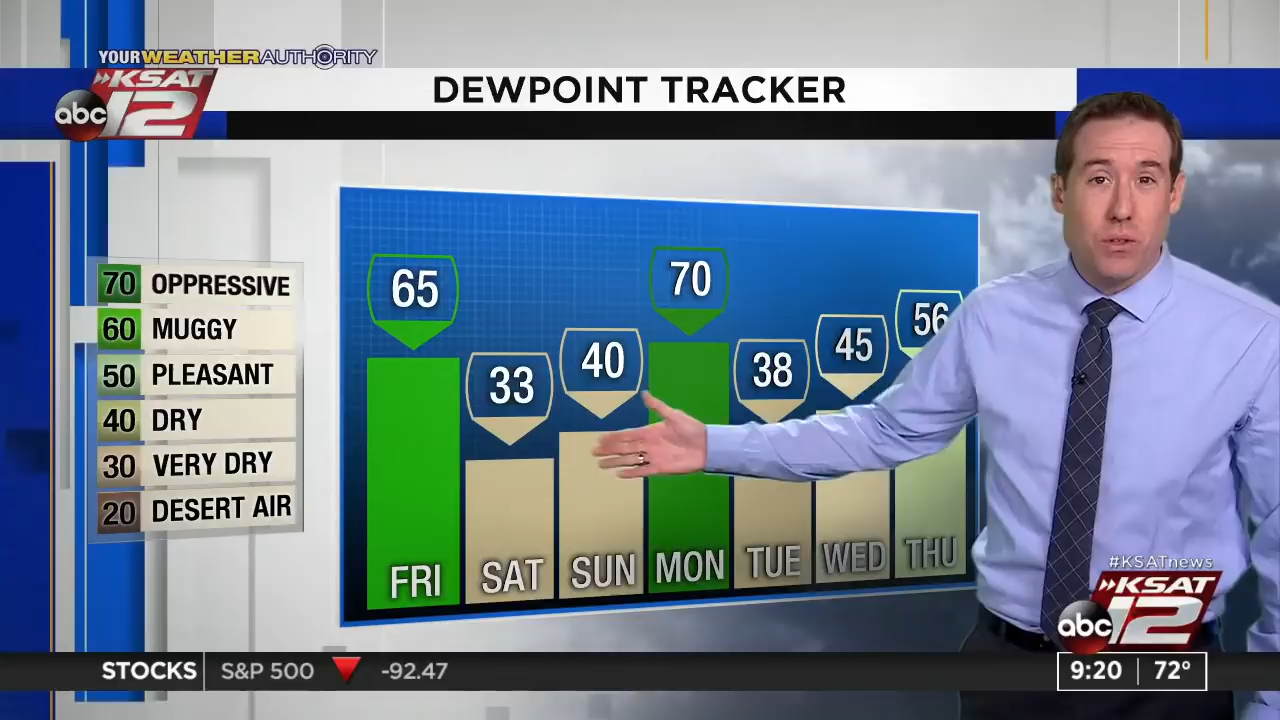 YOUR WEATHER AUTHORITY
KSAT
abc 12
DEWPOINT TRACKER
70 OPPRESSIVE
60 MUGGY
50 PLEASANT
40 DRY
30 VERY DRY
20 DESERT AIR
65 33 40 70 38 45 56
FRI SAT SUN MON TUE WED THU
#KSATnews
KSAT
abc 12
STOCKS S&P 500 -92.47
9:20 72°